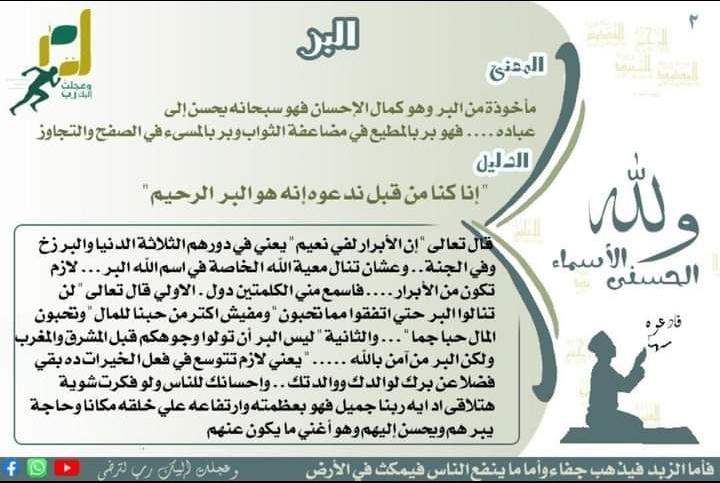 ٢
وعجلت
إليك رب
البر
المعنى
مأخوذة من البر وهو كمال الإحسان فهو سبحانه يحسن إلى
عباده .... فهو بر بالمطيع في مضاعفة الثواب وبر بالمسىء في الصفح والتجاوز
الدليل
"إنا كنا من قبل ندعوه إنه هو البر الرحيم"
قال تعالى "إن الأبرار لفي نعيم" يعني في دورهم الثلاثة الدنيا والبرزخ
وفي الجنة .. وعشان تنال معية الله الخاصة في اسم الله البر ... لازم
تكون من الأبرار .... فاسمع مني الكلمتين دول . الاولي قال تعالى "لن
تنالوا البر حتي اتفقوا مما تحبون" ومفيش اكتر من حبنا للمال "وتحبون
المال حبا جما" ... والثانية "ليس البر أن تولوا وجوهكم قبل المشرق والمغرب
ولكن البر من آمن بالله ....." يعني لازم تتوسع في فعل الخيرات ده بقي
فضلا عن برك لوالدك ووالدتك .. وإحسانك للناس ولو فكرت شوية
هتلاقى اد ايه ربنا جميل فهو بعظمته وارتفاعه علي خلقه مكانا وحاجة
يبرهم ويحسن إليهم وهو أغني ما يكون عنهم
ولله
الأسماء
الحسنى
فادعوه
بها
فأما الزبد فيذهب جفاء وأما ما ينفع الناس فيمكث في الأرض
وعجلت إليك رب لترضى